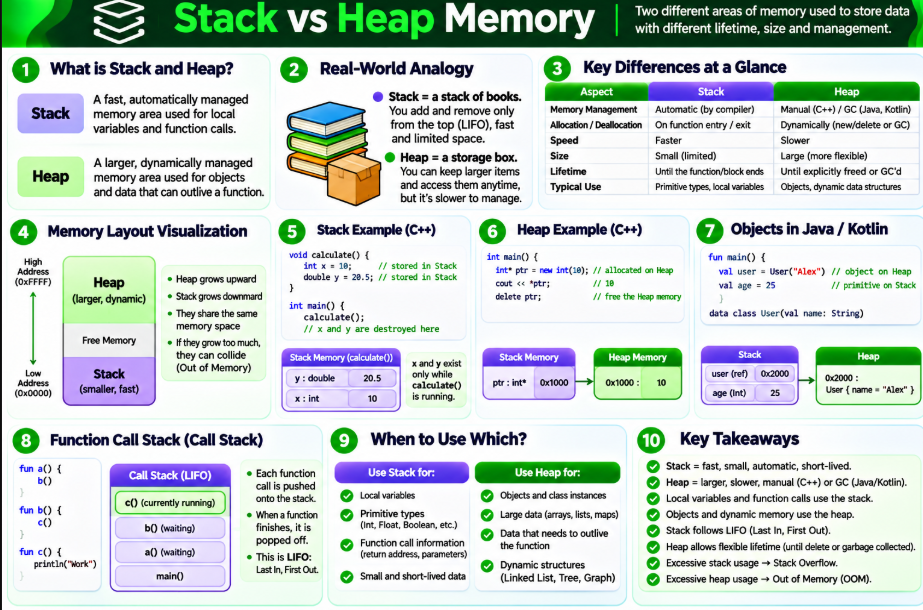 Stack vs Heap Memory
Two different areas of memory used to store data
with different lifetime, size and management.
1 What is Stack and Heap?
Stack
A fast, automatically managed
memory area used for local
variables and function calls.
Heap
A larger, dynamically managed
memory area used for objects
and data that can outlive a function.
2 Real-World Analogy
Stack = a stack of books.
You add and remove only
from the top (LIFO), fast
and limited space.
Heap = a storage box.
You can keep larger items
and access them anytime,
but it's slower to manage.
3 Key Differences at a Glance
Aspect Stack Heap
Memory Management Automatic (by compiler) Manual (C++) / GC (Java, Kotlin)
Allocation / Deallocation On function entry / exit Dynamically (new/delete or GC)
Speed Faster Slower
Size Small (limited) Large (more flexible)
Lifetime Until the function/block ends Until explicitly freed or GC'd
Typical Use Primitive types, local variables Objects, dynamic data structures
4 Memory Layout Visualization
High
Address
(0xFFFF)
Low
Address
(0x0000)
Heap
(larger, dynamic)
Free Memory
Stack
(smaller, fast)
• Heap grows upward
• Stack grows downward
• They share the same
memory space
• If they grow too much,
they can collide
(Out of Memory)
5 Stack Example (C++)
void calculate() {
int x = 10; // stored in Stack
double y = 20.5; // stored in Stack
}
int main() {
calculate();
// x and y are destroyed here
Stack Memory (calculate())
y : double 20.5
x : int 10
x and y exist
only while
calculate()
is running.
6 Heap Example (C++)
int main() {
int* ptr = new int(10); // allocated on Heap
cout << *ptr; // 10
delete ptr; // free the Heap memory
Stack Memory
ptr : int* 0x1000
Heap Memory
0x1000 : 10
7 Objects in Java / Kotlin
fun main() {
val user = User("Alex") // object on Heap
val age = 25 // primitive on Stack
}
data class User(val name: String)
Stack
user (ref) 0x2000
age (Int) 25
Heap
0x2000 :
User { name = "Alex" }
8 Function Call Stack (Call Stack)
fun a() {
b()
}
fun b() {
c()
}
fun c() {
println("Work")
}
Call Stack (LIFO)
c() (currently running)
b() (waiting)
a() (waiting)
main()
• Each function
call is pushed
onto the stack.
• When a function
finishes, it is
popped off.
• This is LIFO:
Last In, First Out.
9 When to Use Which?
Use Stack for:
Local variables
Primitive types
(Int, Float, Boolean, etc.)
Function call information
(return address, parameters)
Small and short-lived data
Use Heap for:
Objects and class instances
Large data (arrays, lists, maps)
Data that needs to outlive
the function
Dynamic structures
(Linked List, Tree, Graph)
10 Key Takeaways
Stack = fast, small, automatic, short-lived.
Heap = larger, slower, manual (C++) or GC (Java/Kotlin).
Local variables and function calls use the stack.
Objects and dynamic memory use the heap.
Stack follows LIFO (Last In, First Out).
Heap allows flexible lifetime (until delete or garbage collected).
Excessive stack usage → Stack Overflow.
Excessive heap usage → Out of Memory (OOM).